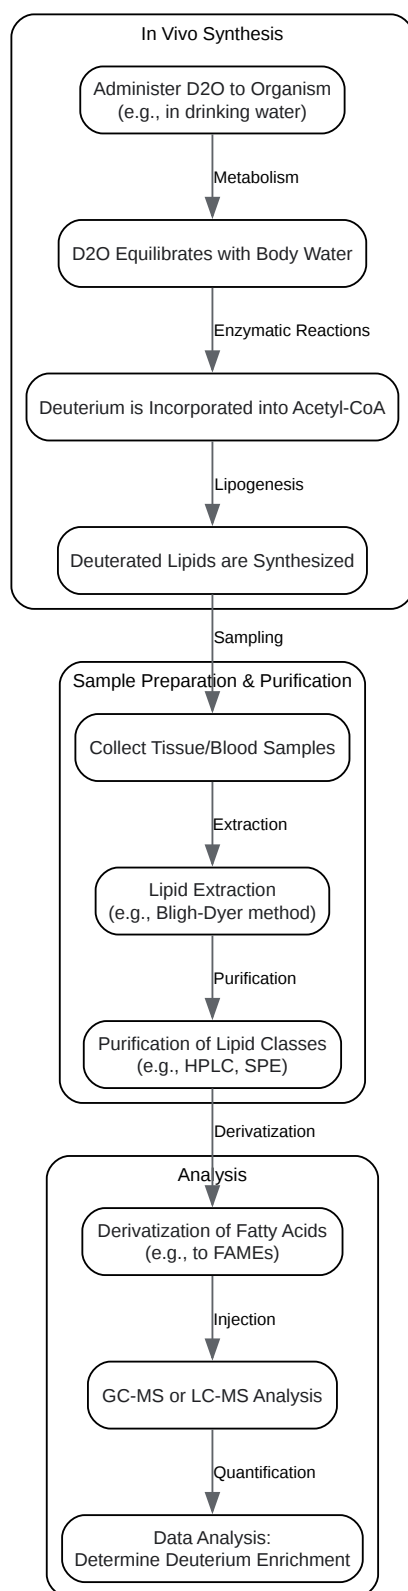 In Vivo Synthesis
Administer D2O to Organism
(e.g., in drinking water)
Metabolism
D2O Equilibrates with Body Water
Enzymatic Reactions
Deuterium is Incorporated into Acetyl-CoA
Lipogenesis
Deuterated Lipids are Synthesized
Sampling
Sample Preparation & Purification
Collect Tissue/Blood Samples
Extraction
Lipid Extraction
(e.g., Bligh-Dyer method)
Purification
Purification of Lipid Classes
(e.g., HPLC, SPE)
Derivatization
Analysis
Derivatization of Fatty Acids
(e.g., to FAMEs)
Injection
GC-MS or LC-MS Analysis
Quantification
Data Analysis:
Determine Deuterium Enrichment